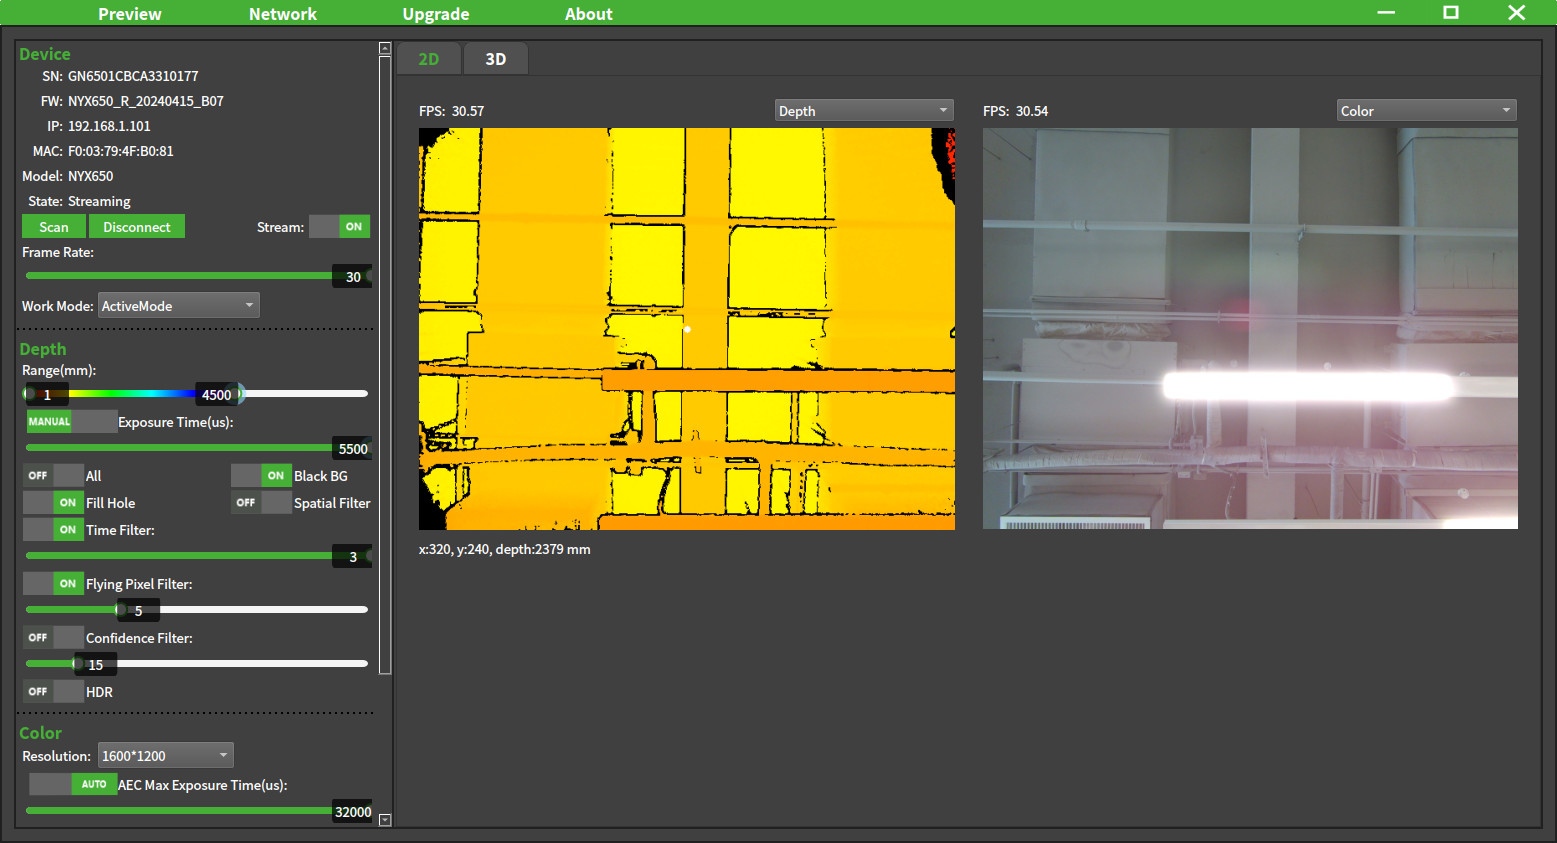 Preview Network Upgrade About
Device
SN: GN6501CBCA3310177
FW: NYX650_R_20240415_B07
IP: 192.168.1.101
MAC: F0:03:79:4F:B0:81
Model: NYX650
State: Streaming
Scan Disconnect Stream: ON
Frame Rate:
30
Work Mode: ActiveMode
Depth
Range(mm):
1 4500
MANUAL Exposure Time(us):
5500
OFF All ON Black BG
ON Fill Hole OFF Spatial Filter
ON Time Filter:
3
ON Flying Pixel Filter:
5
OFF Confidence Filter:
15
OFF HDR
Color
Resolution: 1600*1200
AUTO AEC Max Exposure Time(us):
32000
2D 3D
FPS: 30.57 Depth
x:320, y:240, depth:2379 mm
FPS: 30.54 Color